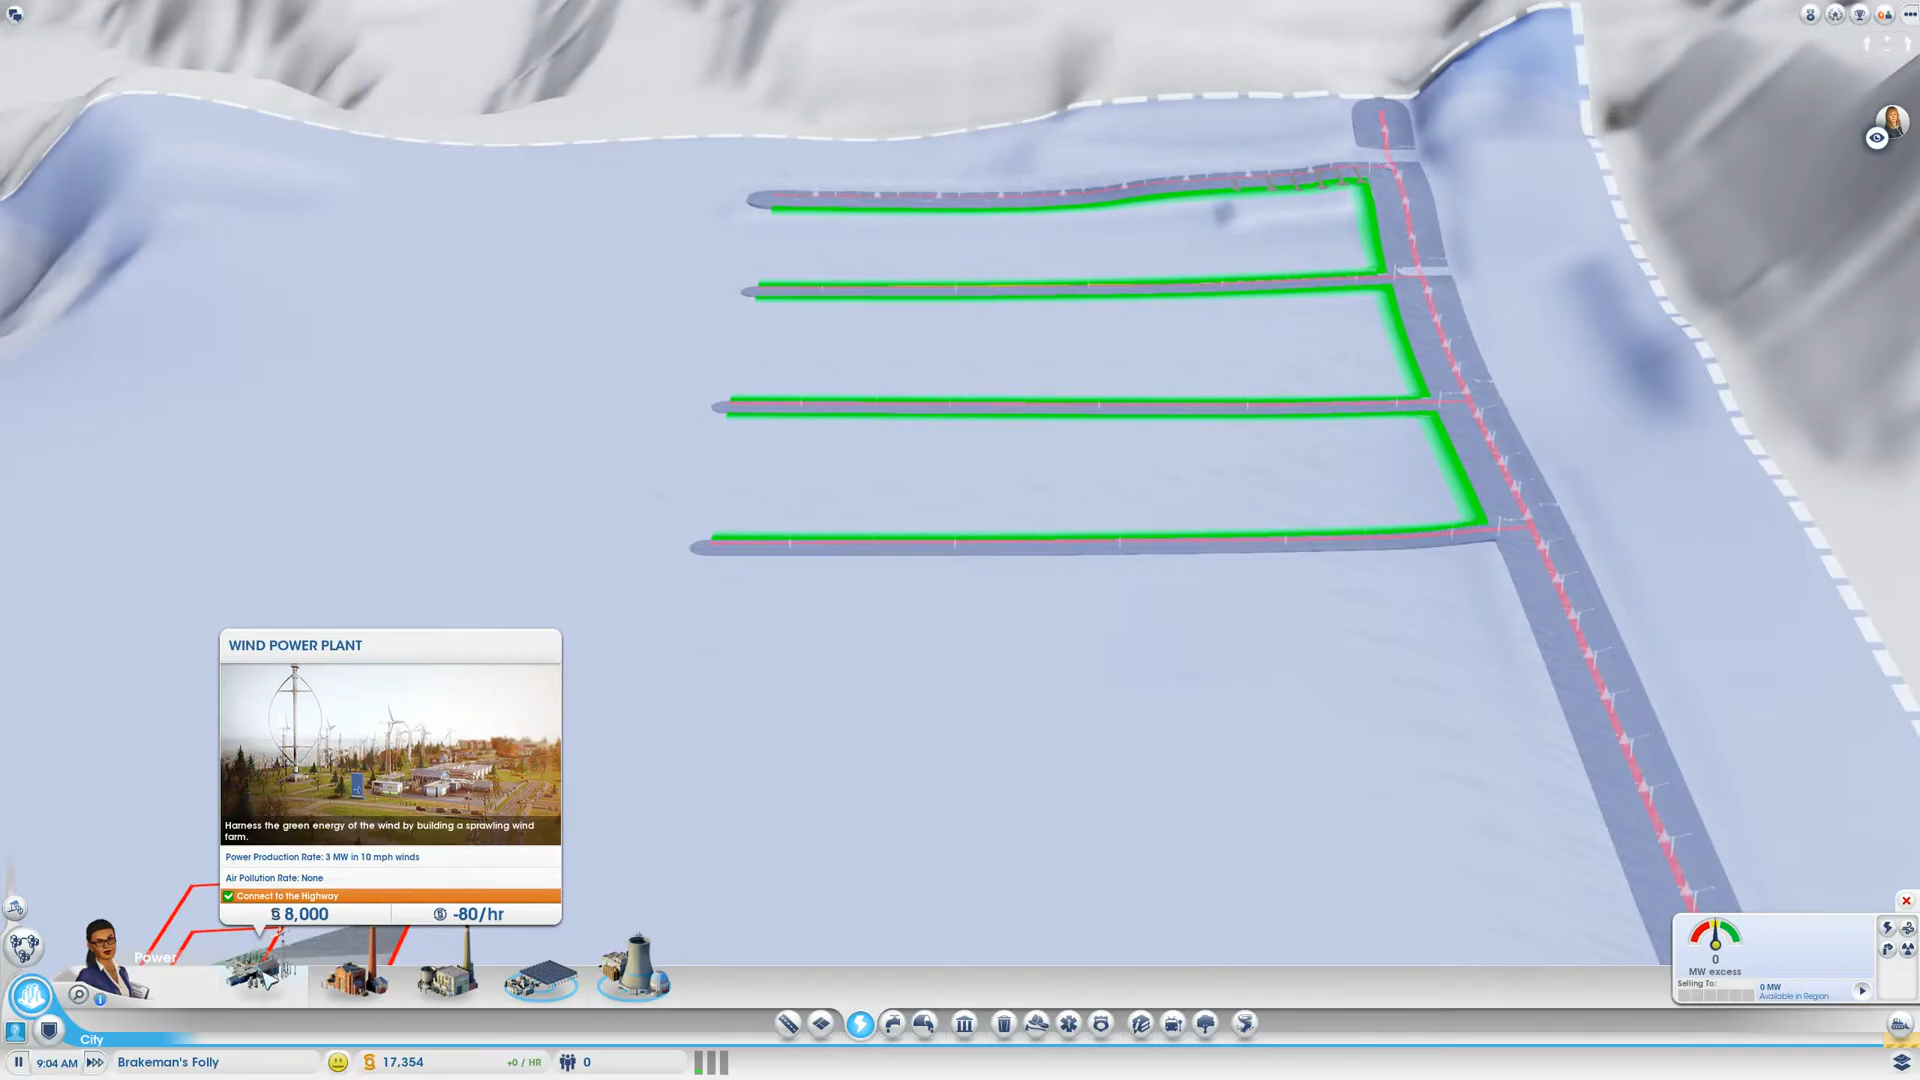 WIND POWER PLANT
Harness the green energy of the wind by building a sprawling wind
farm.
Power Production Rate: 3 MW in 10 mph winds
Air Pollution Rate: None
Connect to the Highway
8,000
-80/hr
Power
0
MW excess
Selling To:
0 MW
Available in Region
City
9:04 AM
Brakeman's Folly
17,354
+0 / HR
0